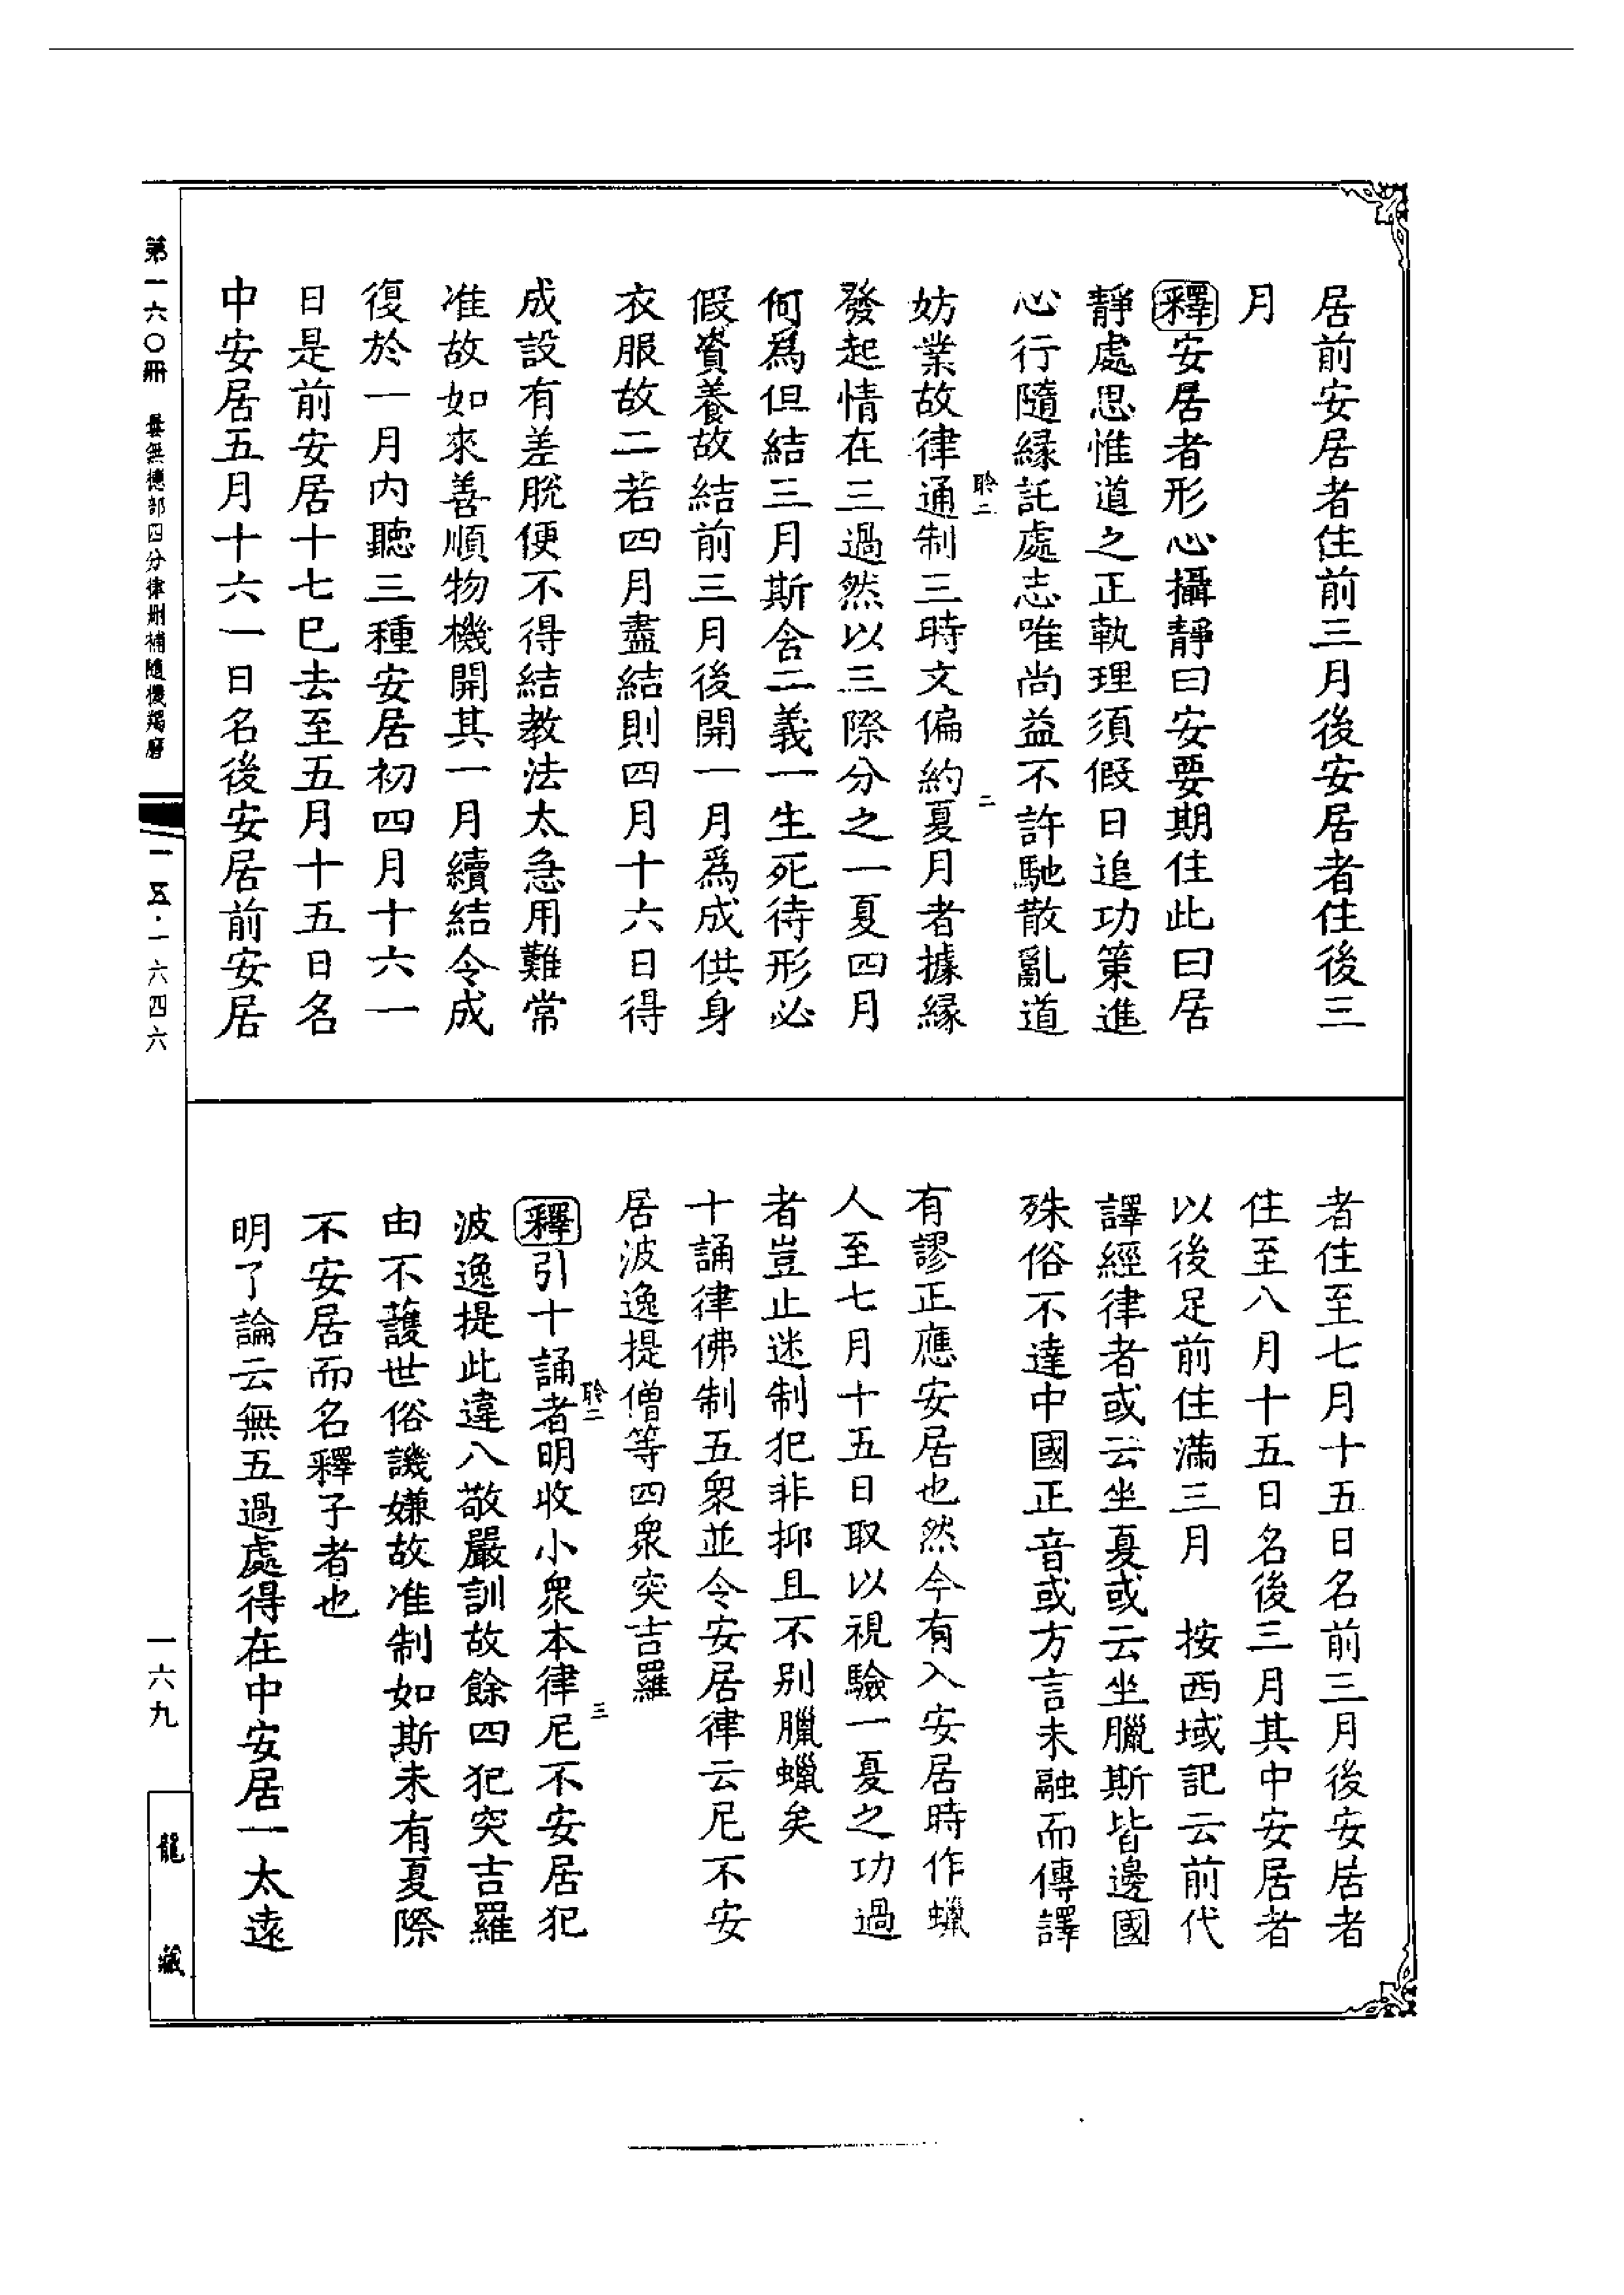 居前安居者住前三月後安居者住後三
月
釋安居者形心攝靜曰安要期住此曰居
靜處思惟道之正執理須假日追功策進
心行隨緣託處志唯尚益不許馳散亂道
聆二 二
妨業故律通制三時文偏約夏月者據緣
發起情在三過然以三際分之一夏四月
何爲但結三月斯含二義一生死待形必
假資養故結前三月後開一月爲成供身
衣服故二若四月盡結則四月十六日得
成設有差脫便不得結教法太急用難常
准故如來善順物機開其一月續結令成
復於一月內聽三種安居初四月十六一
日是前安居十七巳去至五月十五日名
中安居五月十六一日名後安居前安居
者住至七月十五日名前三月後安居者
住至八月十五日名後三月其中安居者
以後足前住滿三月　按西域記云前代
譯經律者或云坐夏或云坐臘斯皆邊國
殊俗不達中國正音或方言未融而傳譯
有謬正應安居也然今有入安居時作蠟
人至七月十五日取以視驗一夏之功過
者豈止迷制犯非抑且不別臘蠟矣
十誦律佛制五衆並令安居律云尼不安
居波逸提僧等四衆突吉羅
聆二 三
釋引十誦者明收小衆本律尼不安居犯
波逸提此違八敬嚴訓故餘四犯突吉羅
由不護世俗譏嫌故准制如斯未有夏際
不安居而名釋子者也
明了論云無五過處得在中安居一太遠
第一六〇冊　曇無德部四分律刪補隨機羯磨
一五·一六四六
一六九
龍藏